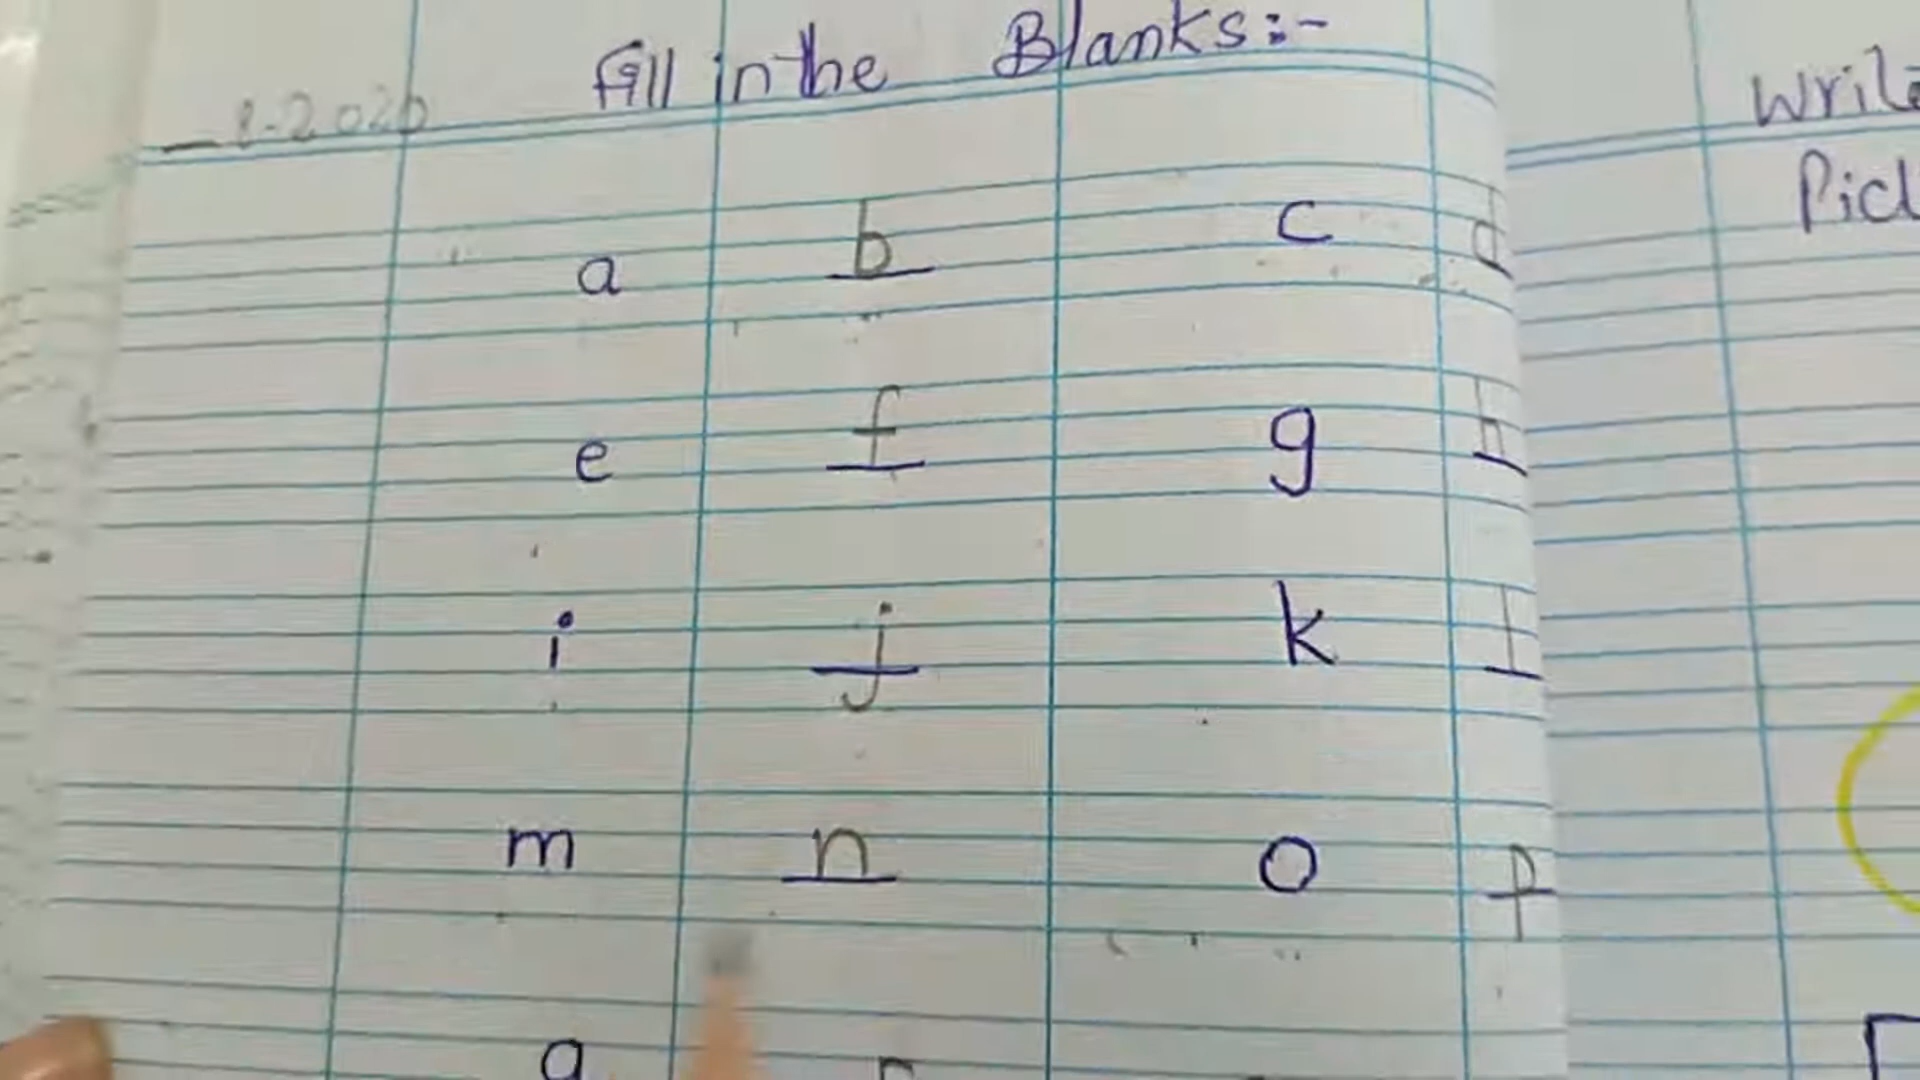 Fill in the Blanks:-
a b c d
e f g h
i j k l
m n o p
q r